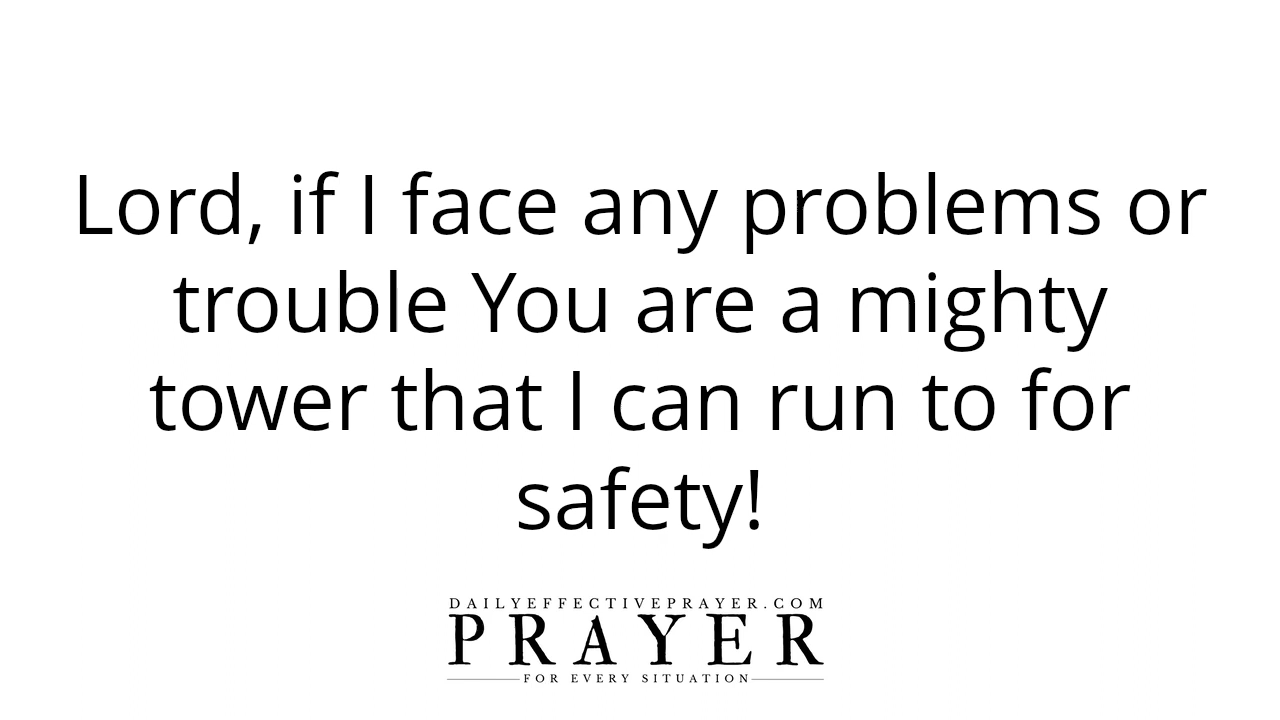 Lord, if I face any problems or
trouble You are a mighty
tower that I can run to for
safety!
DAILYEFFECTIVEPRAYER.COM
PRAYER
FOR EVERY SITUATION